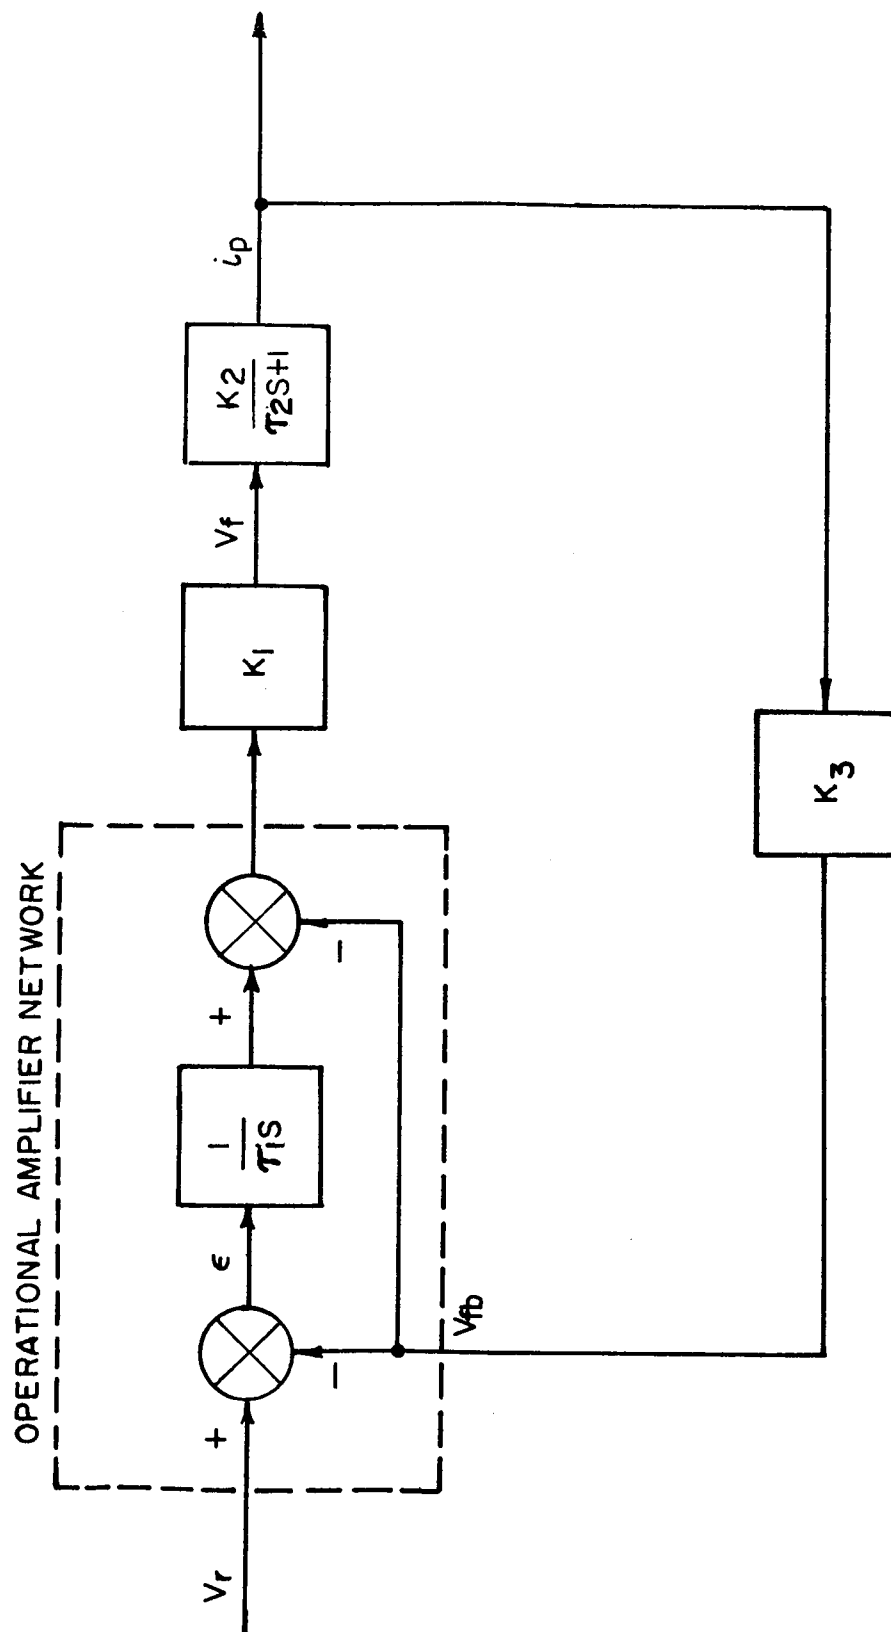 OPERATIONAL AMPLIFIER NETWORK
Vr
+
−
ϵ
1
τ1S
+
−
K1
Vf
K2
τ2S+1
ip
Vfb
K3